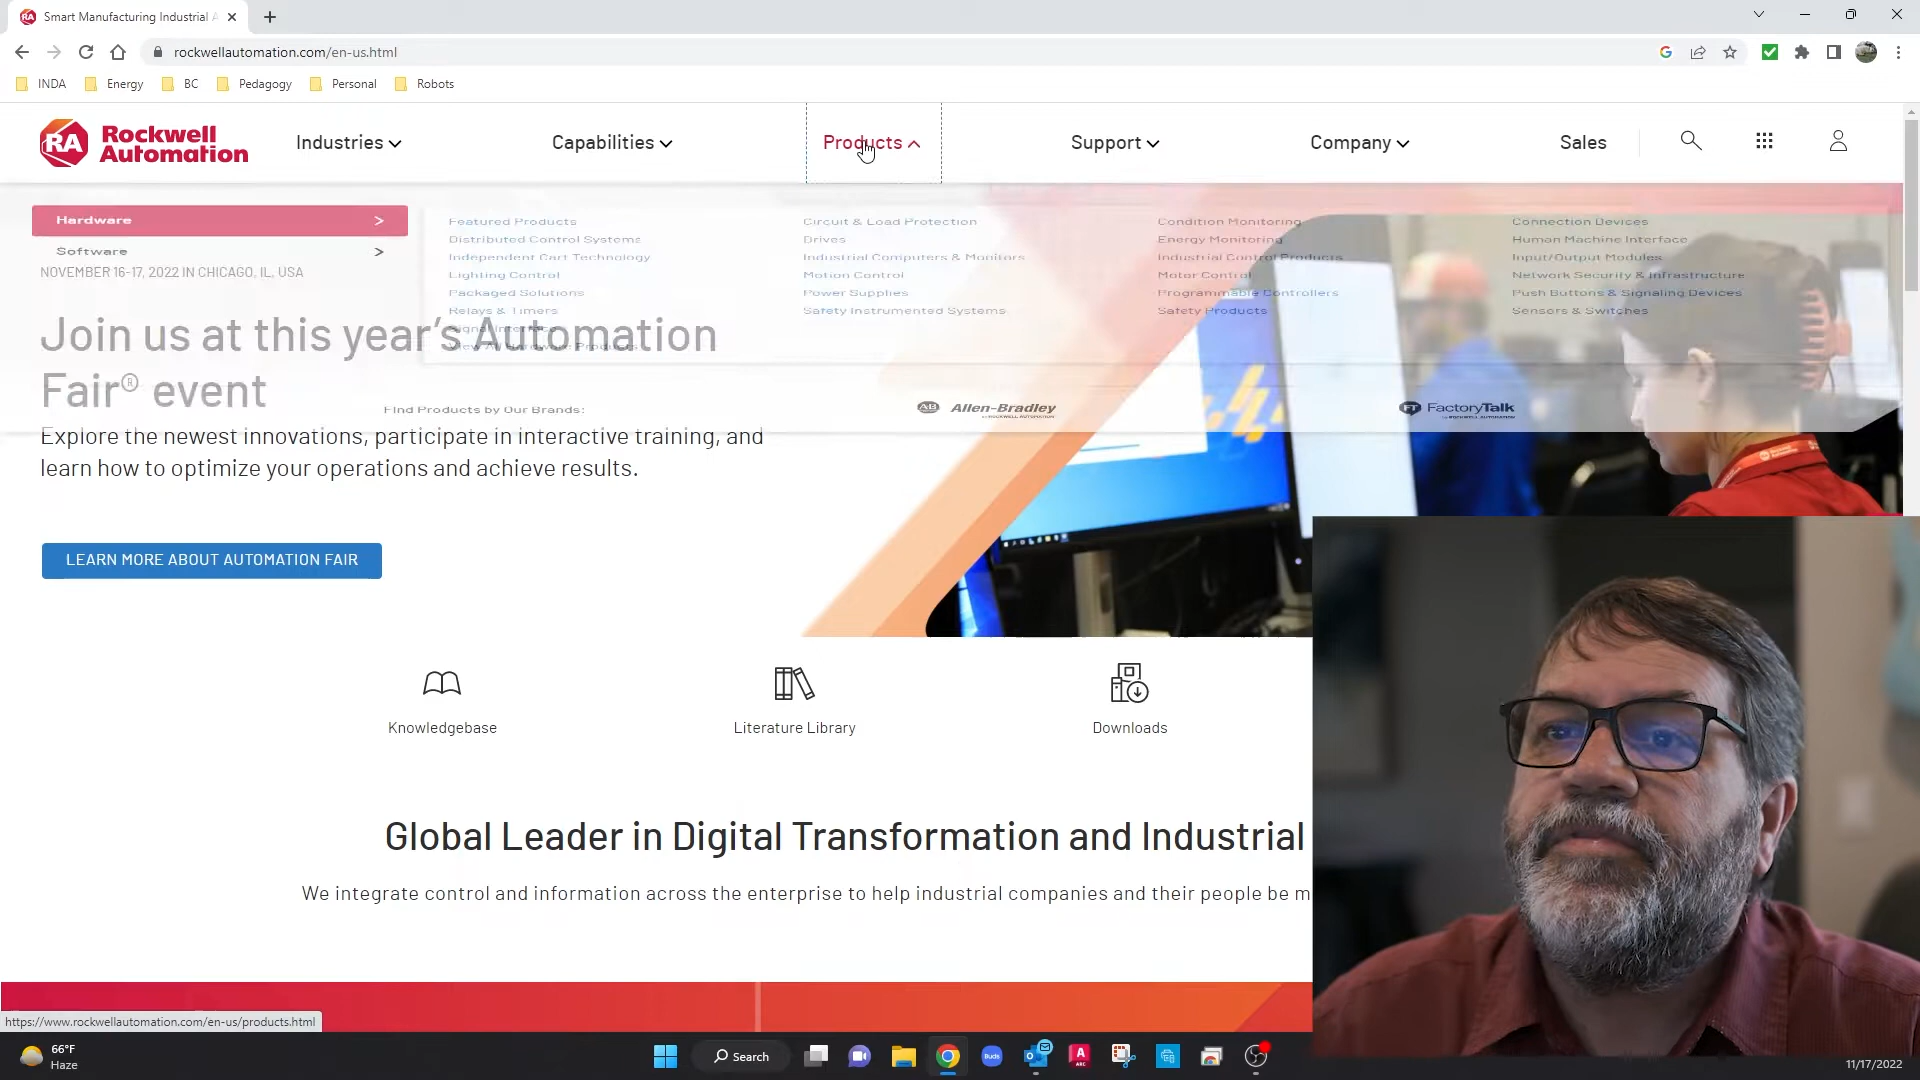 Smart Manufacturing Industrial A
rockwellautomation.com/en-us.html
INDA Energy BC Pedagogy Personal Robots
RA Rockwell Automation
Industries Capabilities Products Support Company Sales
Hardware >
Software >
Featured Products
Distributed Control Systems
Independent Cart Technology
Lighting Control
Packaged Solutions
Relays & Timers
Signal Interface
View All Hardware Products
Circuit & Load Protection
Drives
Industrial Computers & Monitors
Motion Control
Power Supplies
Safety Instrumented Systems
Condition Monitoring
Energy Monitoring
Industrial Control Products
Motor Control
Programmable Controllers
Safety Products
Connection Devices
Human Machine Interface
Input/Output Modules
Network Security & Infrastructure
Push Buttons & Signaling Devices
Sensors & Switches
Find Products by Our Brands:
AB Allen-Bradley
BY ROCKWELL AUTOMATION
FT FactoryTalk
BY ROCKWELL AUTOMATION
NOVEMBER 16-17, 2022 IN CHICAGO, IL, USA
Join us at this year's Automation
Fair® event
Explore the newest innovations, participate in interactive training, and
learn how to optimize your operations and achieve results.
LEARN MORE ABOUT AUTOMATION FAIR
Knowledgebase
Literature Library
Downloads
Global Leader in Digital Transformation and Industrial
We integrate control and information across the enterprise to help industrial companies and their people be m
https://www.rockwellautomation.com/en-us/products.html
66°F
Haze
Search
Buds
11/17/2022